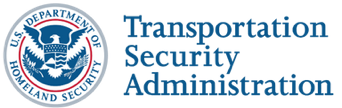 U.S. DEPARTMENT OF
HOMELAND SECURITY
Transportation
Security
Administration